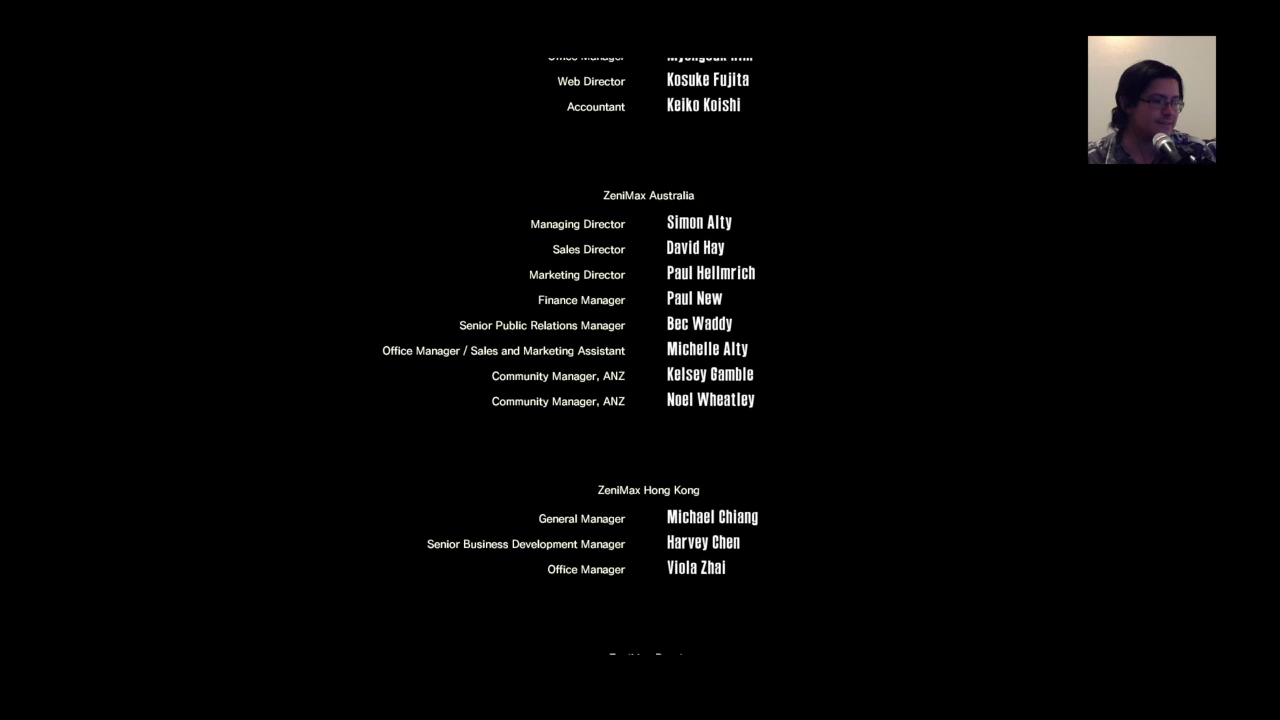 Office Manager
Web Director Kosuke Fujita
Accountant Keiko Koishi
ZeniMax Australia
Managing Director Simon Alty
Sales Director David Hay
Marketing Director Paul Hellmrich
Finance Manager Paul New
Senior Public Relations Manager Bec Waddy
Office Manager / Sales and Marketing Assistant Michelle Alty
Community Manager, ANZ Kelsey Gamble
Community Manager, ANZ Noel Wheatley
ZeniMax Hong Kong
General Manager Michael Chiang
Senior Business Development Manager Harvey Chen
Office Manager Viola Zhai